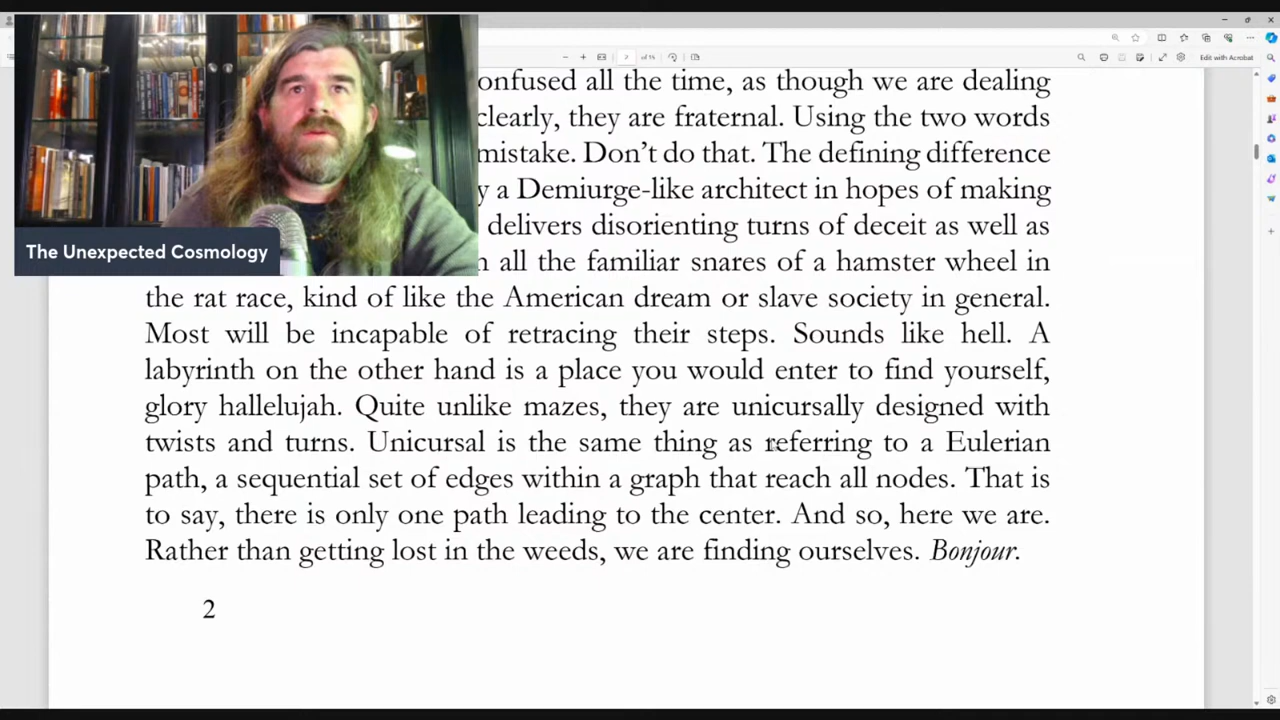 Edit with Acrobat
of 15
onfused all the time, as though we are dealing
clearly, they are fraternal. Using the two words
mistake. Don't do that. The defining difference
y a Demiurge-like architect in hopes of making
delivers disorienting turns of deceit as well as
The Unexpected Cosmology
n all the familiar snares of a hamster wheel in
the rat race, kind of like the American dream or slave society in general.
Most will be incapable of retracing their steps. Sounds like hell. A
labyrinth on the other hand is a place you would enter to find yourself,
glory hallelujah. Quite unlike mazes, they are unicursally designed with
twists and turns. Unicursal is the same thing as referring to a Eulerian
path, a sequential set of edges within a graph that reach all nodes. That is
to say, there is only one path leading to the center. And so, here we are.
Rather than getting lost in the weeds, we are finding ourselves. Bonjour.
2